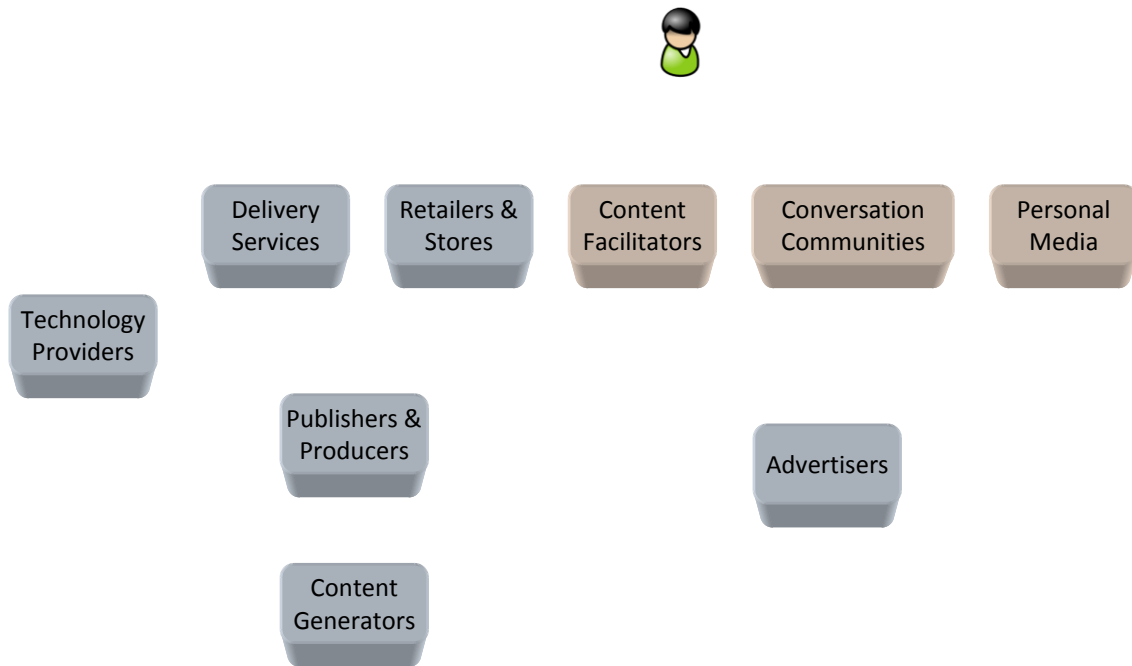 Delivery
Services
Retailers &
Stores
Content
Facilitators
Conversation
Communities
Personal
Media
Technology
Providers
Publishers &
Producers
Advertisers
Content
Generators